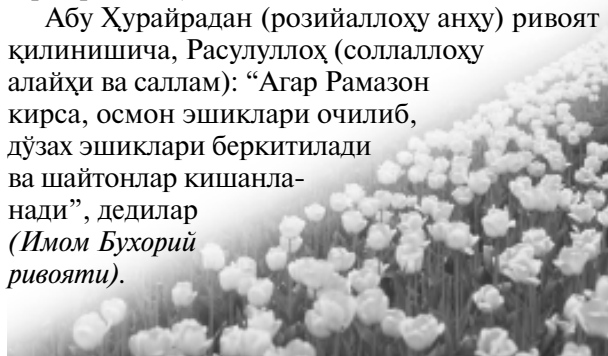 Абу Ҳурайрадан (розийаллоҳу анҳу) ривоят
қилинишича, Расулуллоҳ (соллаллоҳу
алайҳи ва саллам): “Агар Рамазон
кирса, осмон эшиклари очилиб,
дўзах эшиклари беркитилади
ва шайтонлар кишанла-
нади”, дедилар
(Имом Бухорий
ривояти).